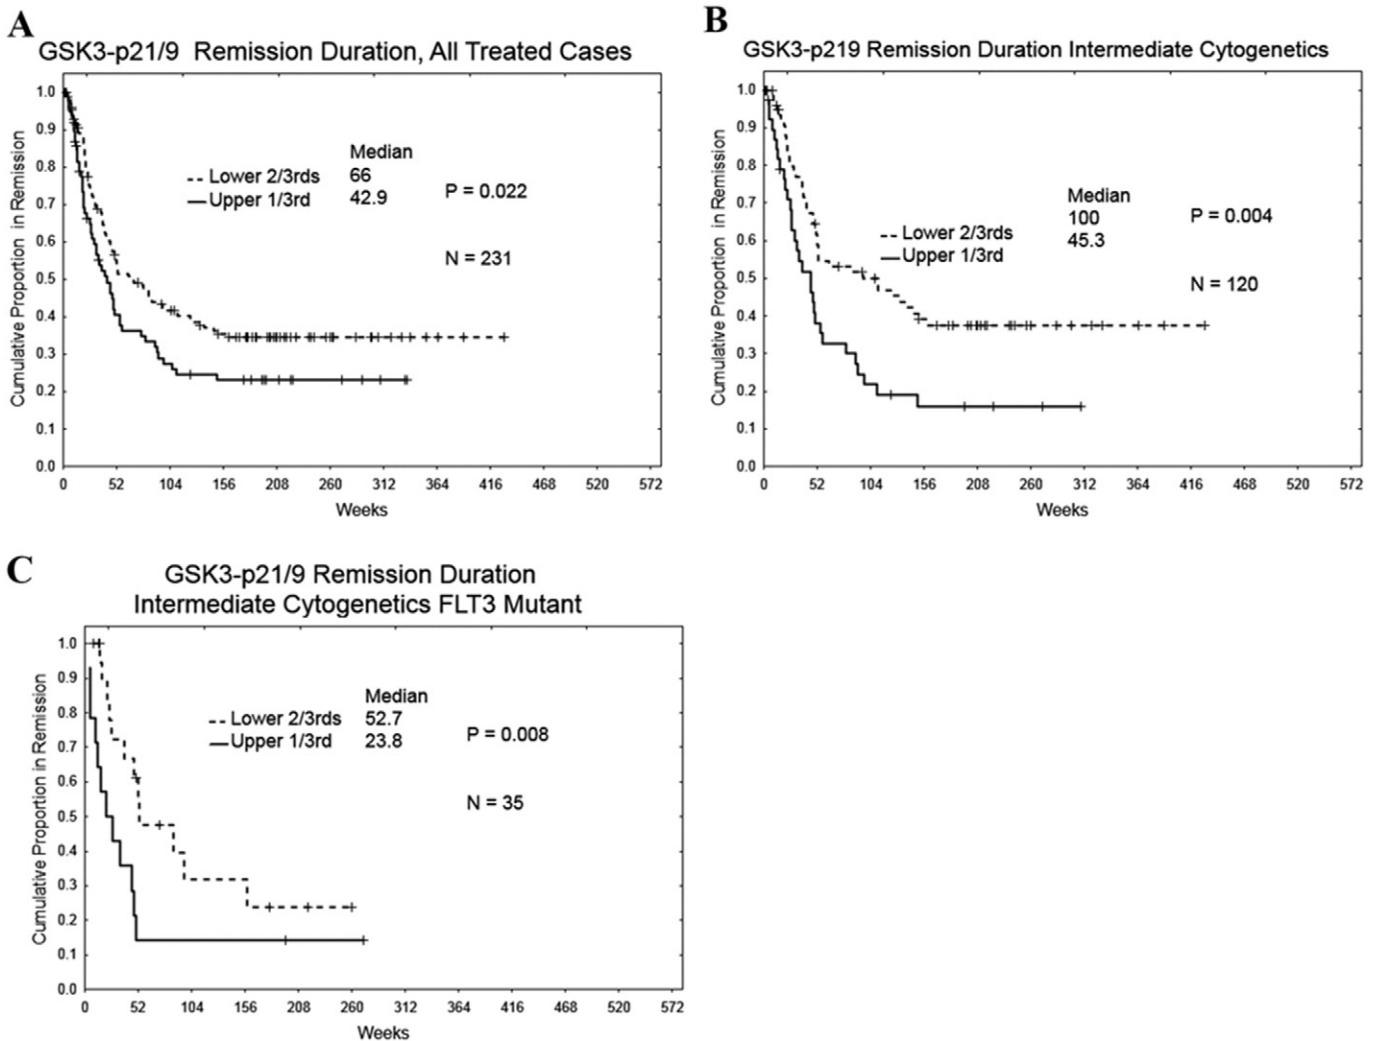 A
GSK3-p21/9 Remission Duration, All Treated Cases
Cumulative Proportion in Remission
1.0
0.9
0.8
0.7
0.6
0.5
0.4
0.3
0.2
0.1
0.0
Median
Lower 2/3rds 66
Upper 1/3rd 42.9
P = 0.022
N = 231
0 52 104 156 208 260 312 364 416 468 520 572
Weeks
B
GSK3-p219 Remission Duration Intermediate Cytogenetics
Cumulative Proportion in Remission
1.0
0.9
0.8
0.7
0.6
0.5
0.4
0.3
0.2
0.1
0.0
Median
Lower 2/3rds 100
Upper 1/3rd 45.3
P = 0.004
N = 120
0 52 104 156 208 260 312 364 416 468 520 572
Weeks
C
GSK3-p21/9 Remission Duration
Intermediate Cytogenetics FLT3 Mutant
Cumulative Proportion in Remission
1.0
0.9
0.8
0.7
0.6
0.5
0.4
0.3
0.2
0.1
0.0
Median
Lower 2/3rds 52.7
Upper 1/3rd 23.8
P = 0.008
N = 35
0 52 104 156 208 260 312 364 416 468 520 572
Weeks